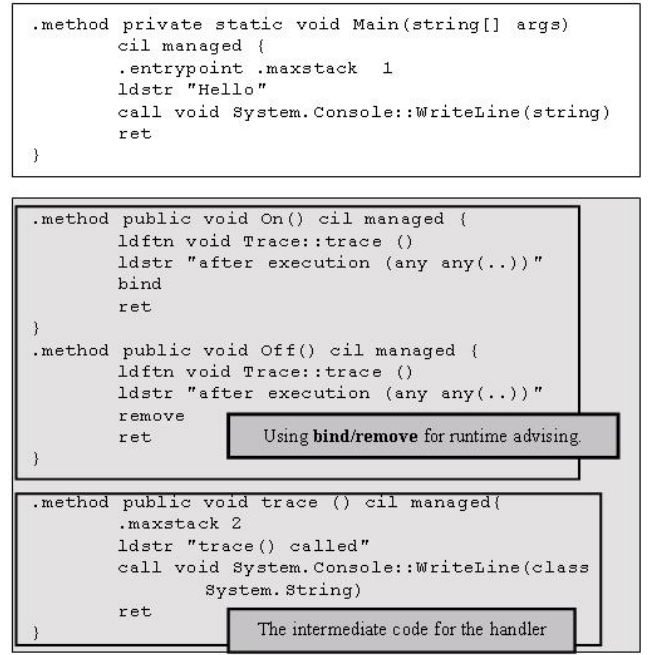 .method private static void Main(string[] args)
cil managed {
.entrypoint .maxstack  1
ldstr "Hello"
call void System.Console::WriteLine(string)
ret
}
.method public void On() cil managed {
ldftn void Trace::trace ()
ldstr "after execution (any any(..))"
bind
ret
}
.method public void Off() cil managed {
ldftn void Trace::trace ()
ldstr "after execution (any any(..))"
remove
ret
Using bind/remove for runtime advising.
}
.method public void trace () cil managed{
.maxstack 2
ldstr "trace() called"
call void System.Console::WriteLine(class
System.String)
ret
The intermediate code for the handler
}